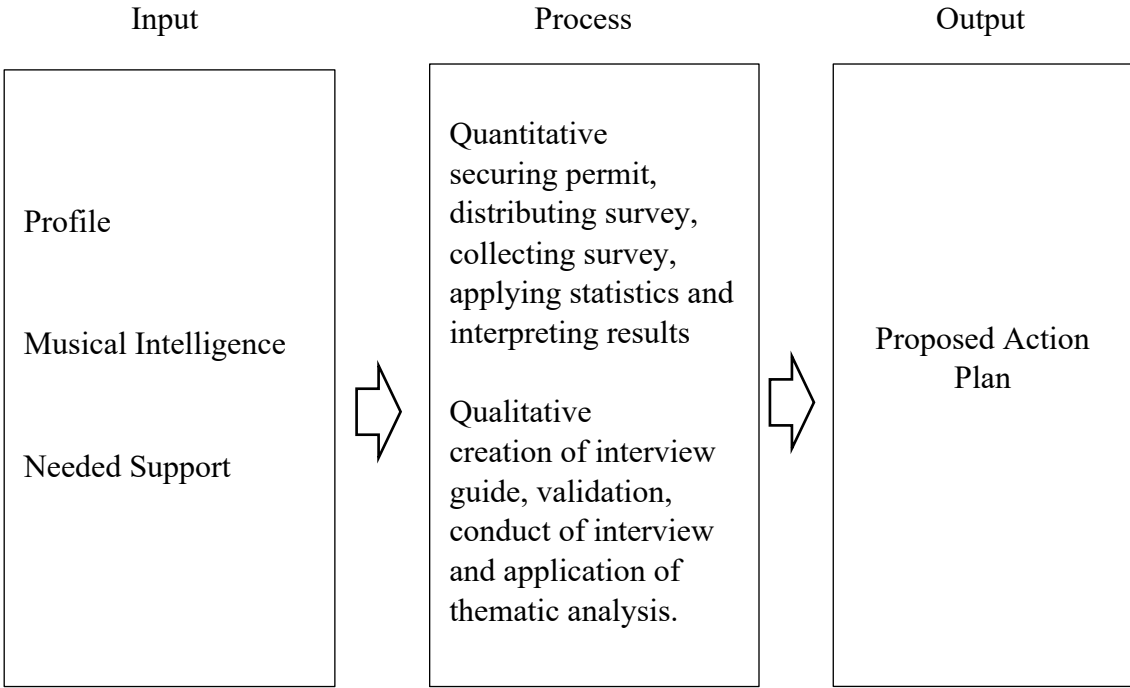 Input
Process
Output
Profile
Musical Intelligence
Needed Support
Quantitative
securing permit,
distributing survey,
collecting survey,
applying statistics and
interpreting results
Qualitative
creation of interview
guide, validation,
conduct of interview
and application of
thematic analysis.
Proposed Action
Plan